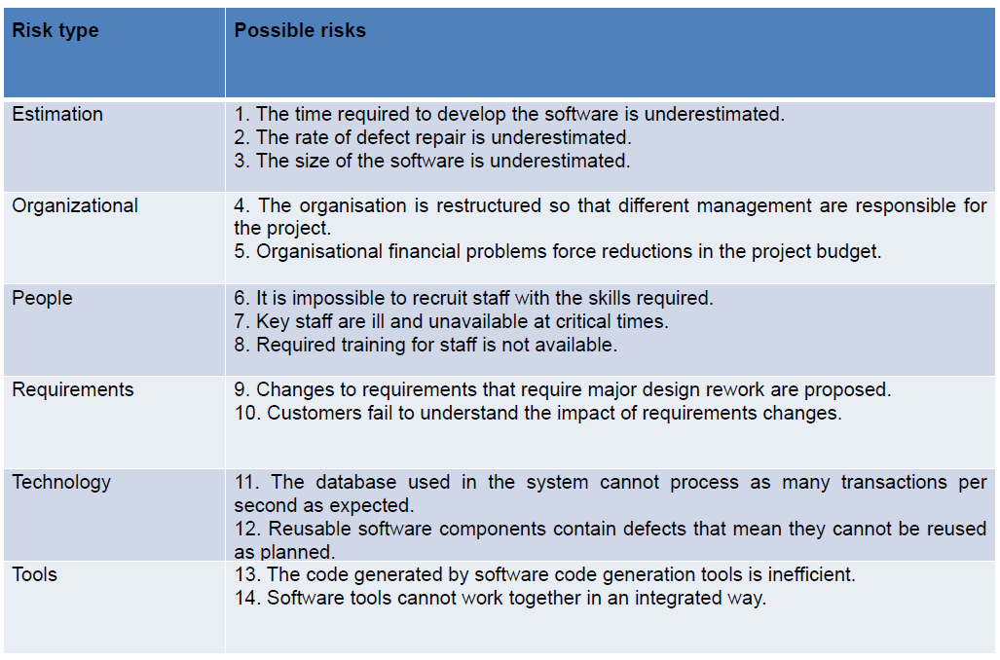 Risk type
Possible risks
Estimation
1. The time required to develop the software is underestimated.
2. The rate of defect repair is underestimated.
3. The size of the software is underestimated.
Organizational
4. The organisation is restructured so that different management are responsible for
the project.
5. Organisational financial problems force reductions in the project budget.
People
6. It is impossible to recruit staff with the skills required.
7. Key staff are ill and unavailable at critical times.
8. Required training for staff is not available.
Requirements
9. Changes to requirements that require major design rework are proposed.
10. Customers fail to understand the impact of requirements changes.
Technology
11. The database used in the system cannot process as many transactions per
second as expected.
12. Reusable software components contain defects that mean they cannot be reused
as planned.
Tools
13. The code generated by software code generation tools is inefficient.
14. Software tools cannot work together in an integrated way.